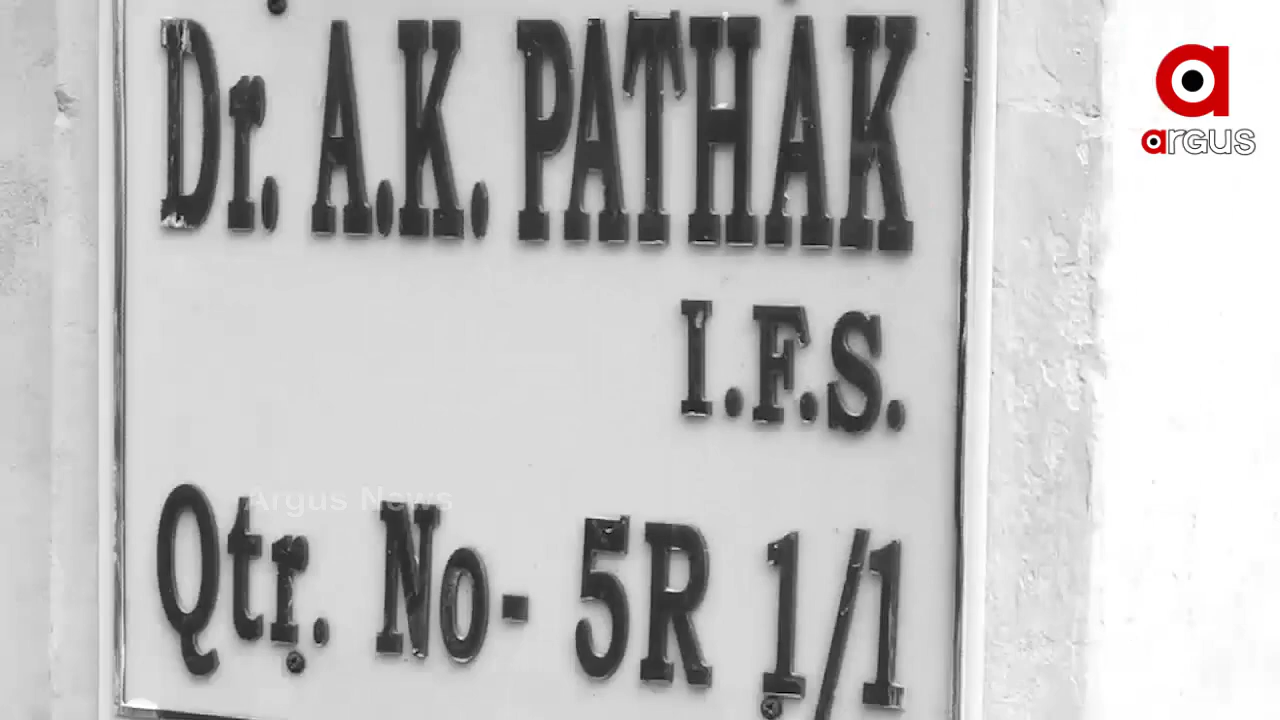 Dr. A.K. PATHAK
I.F.S.
Qtr. No- 5R 1/1
Argus News
a
argus